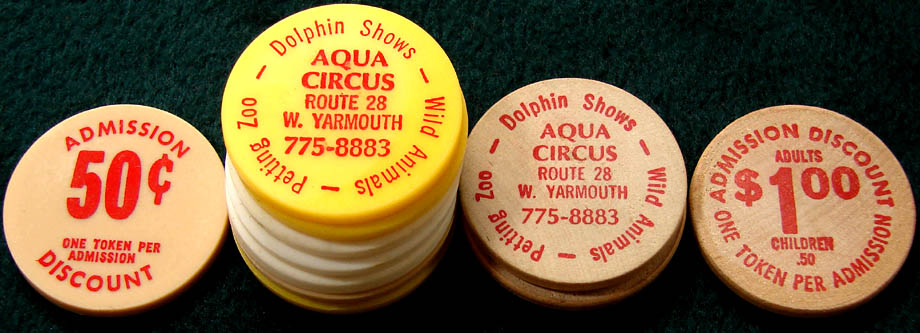 ADMISSION
50¢
ONE TOKEN PER
ADMISSION
DISCOUNT
Dolphin Shows – Wild Animals – Petting Zoo –
AQUA
CIRCUS
ROUTE 28
W. YARMOUTH
775-8883
Dolphin Shows – Wild Animals – Petting Zoo –
AQUA
CIRCUS
ROUTE 28
W. YARMOUTH
775-8883
ADMISSION DISCOUNT
ADULTS
$1.00
CHILDREN
.50
ONE TOKEN PER ADMISSION